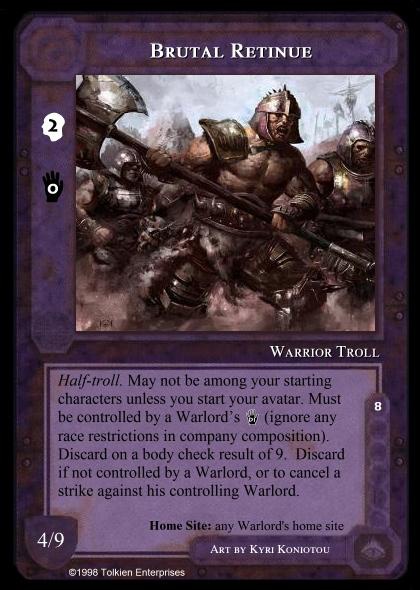 BRUTAL RETINUE
2
0
WARRIOR TROLL
Half-troll. May not be among your starting
characters unless you start your avatar. Must
be controlled by a Warlord's (ignore any
race restrictions in company composition).
Discard on a body check result of 9. Discard
if not controlled by a Warlord, or to cancel a
strike against his controlling Warlord.
8
Home Site: any Warlord's home site
4/9
ART BY KYRI KONIOTOU
©1998 Tolkien Enterprises